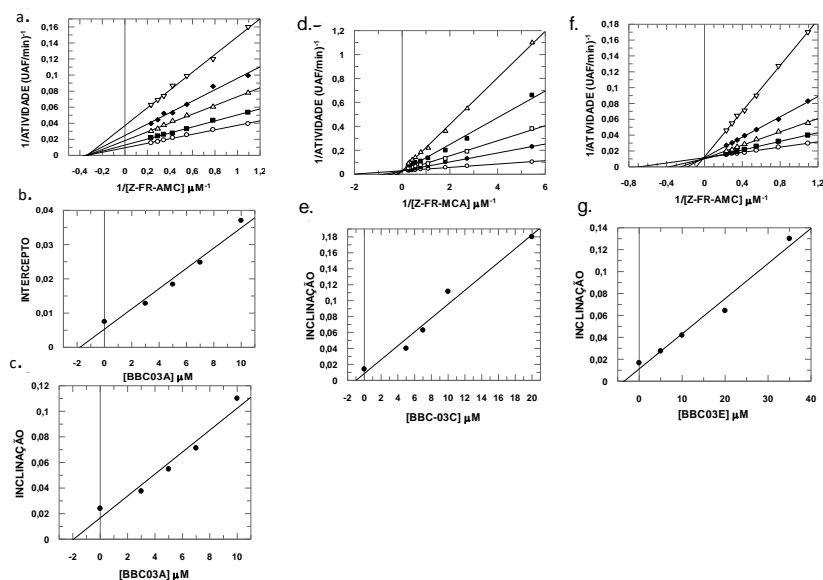 a.
0,16
0,14
0,12
0,1
0,08
0,06
0,04
0,02
0
1/ATIVIDADE (UAF/min)⁻¹
-0,4 0 0,4 0,8 1,2
1/[Z-FR-AMC] µM⁻¹
b.
0,04
0,03
0,02
0,01
0
INTERCEPTO
-2 0 2 4 6 8 10
[BBC03A] µM
c.
0,12
0,1
0,08
0,06
0,04
0,02
0
INCLINAÇÃO
-2 0 2 4 6 8 10
[BBC03A] µM
d.
1,2
1
0,8
0,6
0,4
0,2
0
1/ATIVIDADE (UAF/min)⁻¹
-2 0 2 4 6
1/[Z-FR-MCA] µM⁻¹
e.
0,2
0,18
0,16
0,14
0,12
0,1
0,08
0,06
0,04
0,02
0
INCLINAÇÃO
-2 0 2 4 6 8 10 12 14 16 18 20
[BBC-03C] µM
f.
0,18
0,16
0,14
0,12
0,1
0,08
0,06
0,04
0,02
0
1/ATIVIDADE (UAF/min)⁻¹
-0,8 -0,4 0 0,4 0,8 1,2
1/[Z-FR-AMC] µM⁻¹
g.
0,14
0,12
0,1
0,08
0,06
0,04
0,02
0
INCLINAÇÃO
0 10 20 30 40
[BBC03E] µM